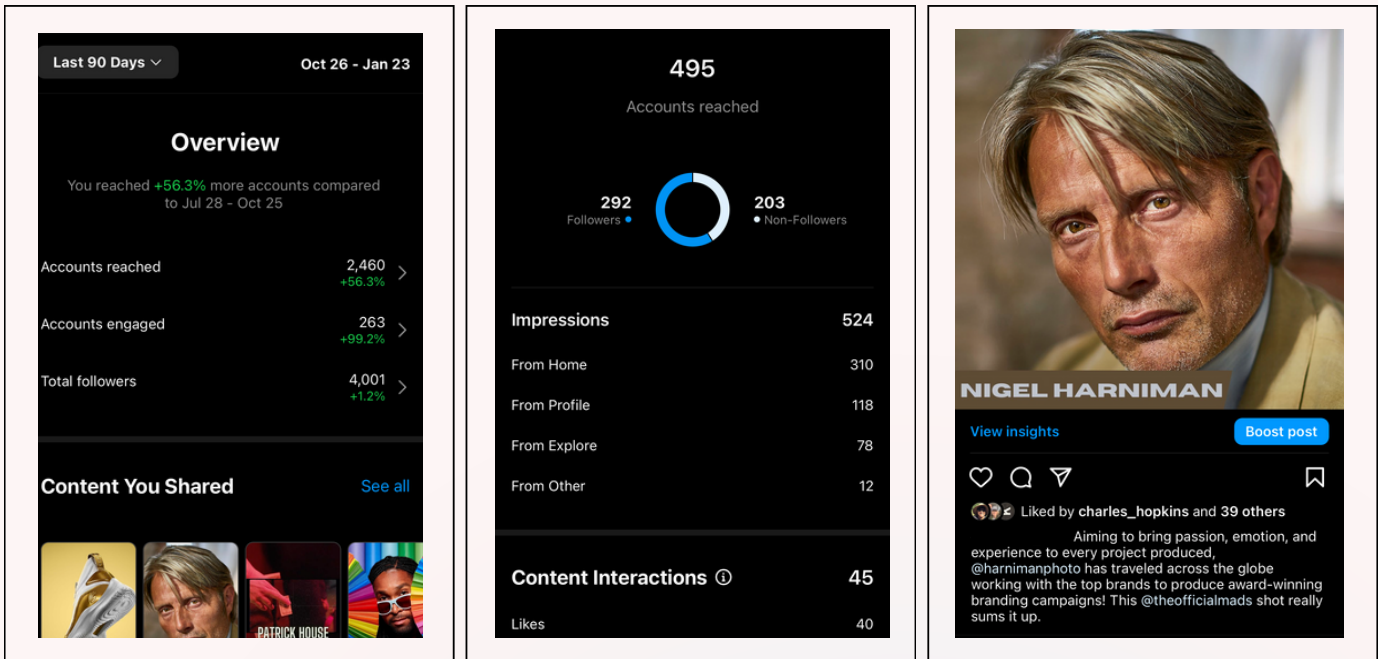 Last 90 Days
Oct 26 - Jan 23
Overview
You reached +56.3% more accounts compared
to Jul 28 - Oct 25
Accounts reached
2,460
+56.3%
Accounts engaged
263
+99.2%
Total followers
4,001
+1.2%
Content You Shared
See all
PATRICK HOUSE
495
Accounts reached
292
Followers
203
Non-Followers
Impressions
524
From Home
310
From Profile
118
From Explore
78
From Other
12
Content Interactions
45
Likes
40
NIGEL HARNIMAN
View insights
Boost post
Liked by charles_hopkins and 39 others
Aiming to bring passion, emotion, and
experience to every project produced,
@harnimanphoto has traveled across the globe
working with the top brands to produce award-winning
branding campaigns! This @theofficialmads shot really
sums it up.